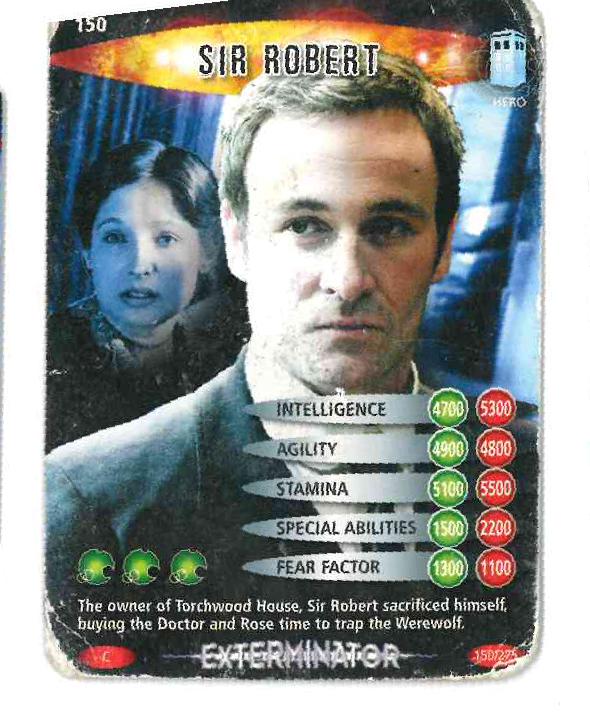 150
SIR ROBERT
HERO
INTELLIGENCE 4700 5300
AGILITY 4900 4800
STAMINA 5100 5500
SPECIAL ABILITIES 1500 2200
FEAR FACTOR 1300 1100
The owner of Torchwood House, Sir Robert sacrificed himself,
buying the Doctor and Rose time to trap the Werewolf.
C EXTERMINATOR 150/275